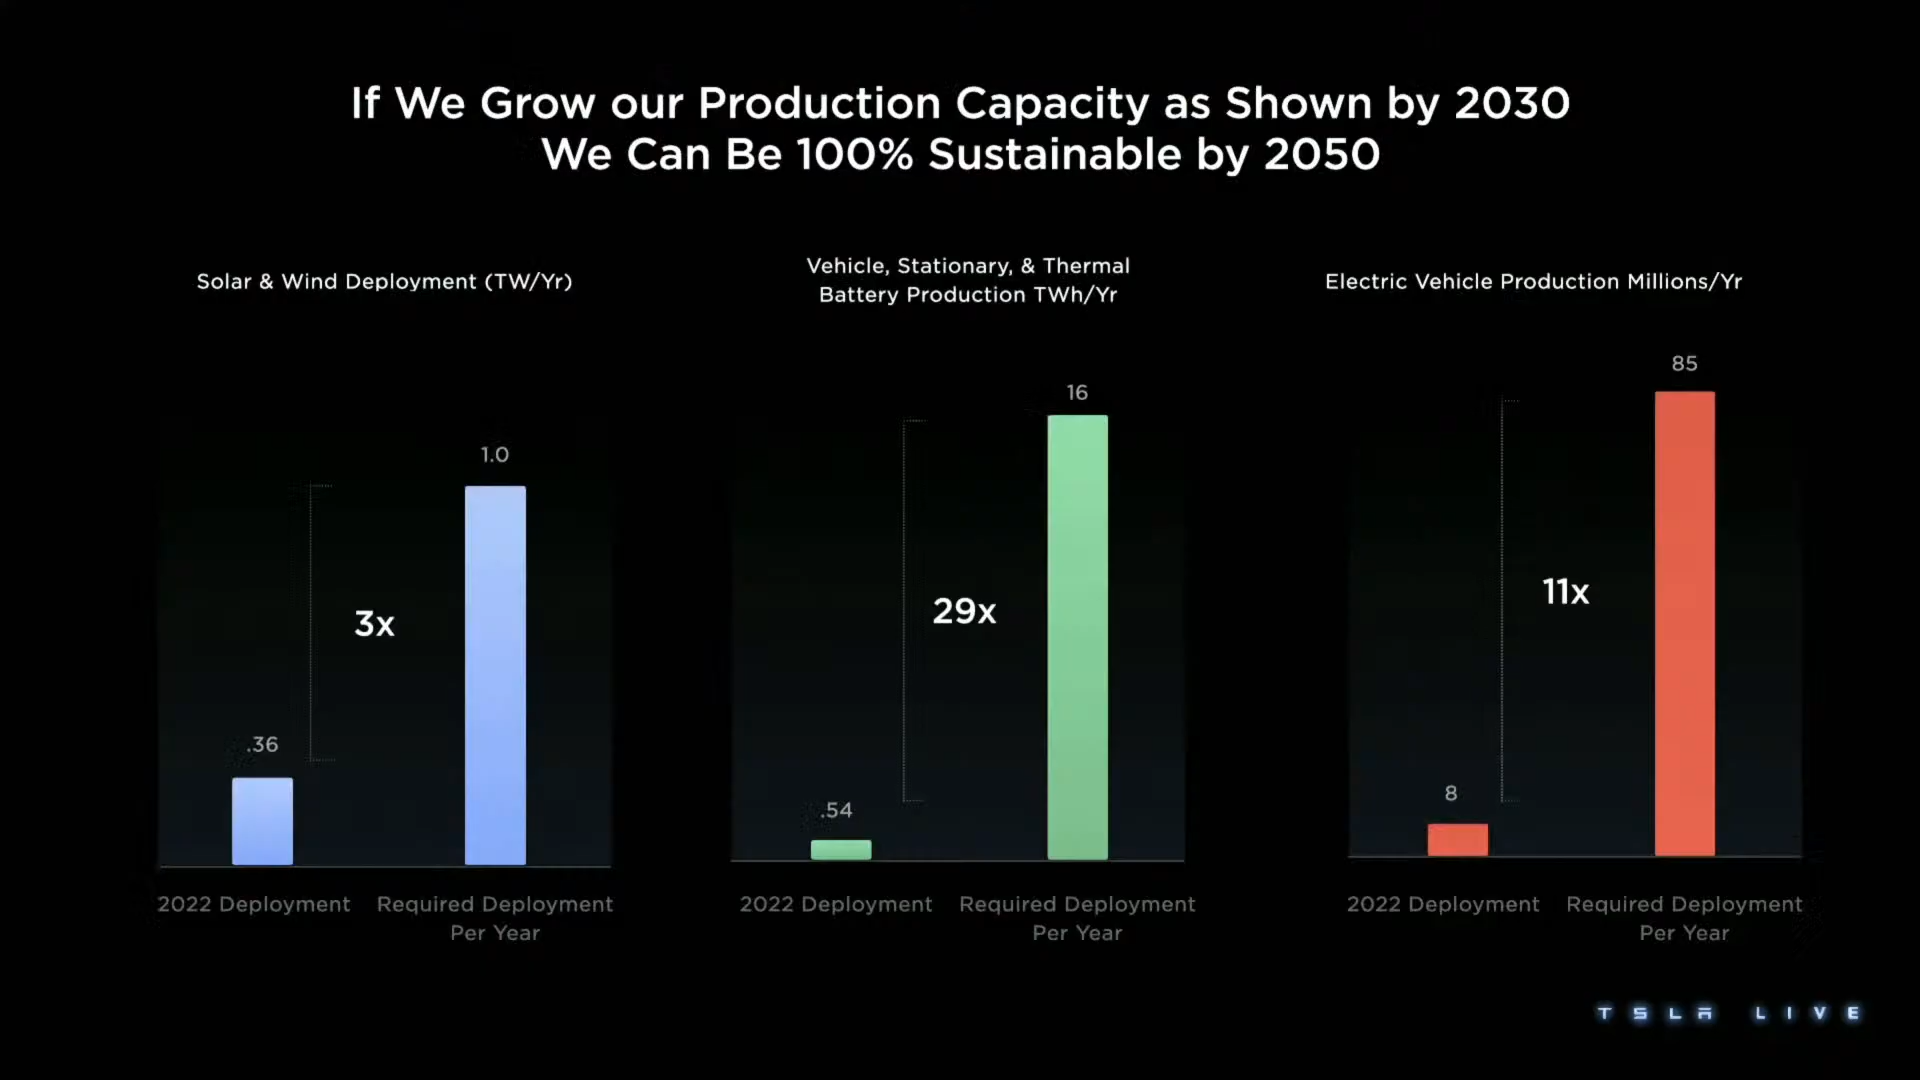 If We Grow our Production Capacity as Shown by 2030
We Can Be 100% Sustainable by 2050
Solar & Wind Deployment (TW/Yr)
1.0
3x
.36
2022 Deployment
Required Deployment
Per Year
Vehicle, Stationary, & Thermal
Battery Production TWh/Yr
16
29x
.54
2022 Deployment
Required Deployment
Per Year
Electric Vehicle Production Millions/Yr
85
11x
8
2022 Deployment
Required Deployment
Per Year
TSLA LIVE